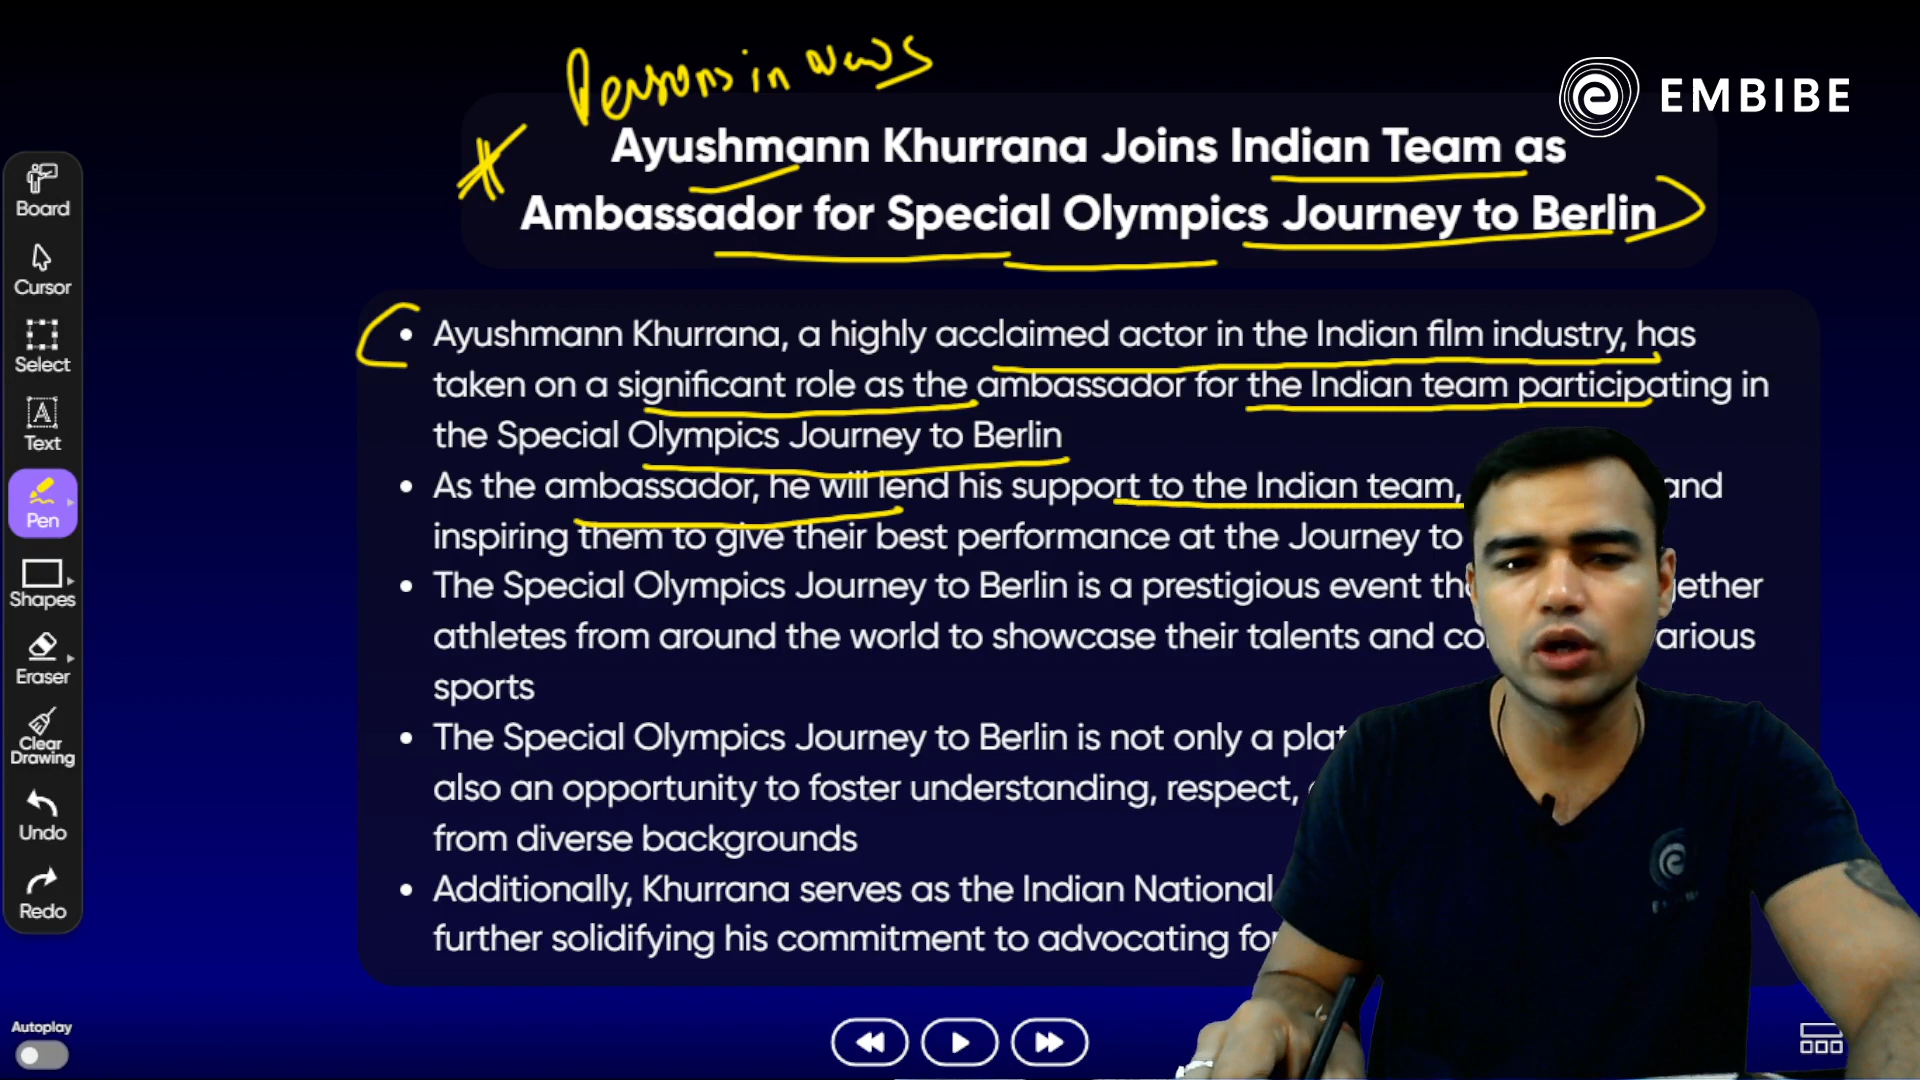 Persons in News
EMBIBE
Ayushmann Khurrana Joins Indian Team as
Ambassador for Special Olympics Journey to Berlin
• Ayushmann Khurrana, a highly acclaimed actor in the Indian film industry, has
taken on a significant role as the ambassador for the Indian team participating in
the Special Olympics Journey to Berlin
• As the ambassador, he will lend his support to the Indian team, and
inspiring them to give their best performance at the Journey to
• The Special Olympics Journey to Berlin is a prestigious event
athletes from around the world to showcase their talents and
sports
• The Special Olympics Journey to Berlin is not only a
also an opportunity to foster understanding, respect,
from diverse backgrounds
• Additionally, Khurrana serves as the Indian National
further solidifying his commitment to advocating
Board
Cursor
Select
Text
Pen
Shapes
Eraser
Clear
Drawing
Undo
Redo
Autoplay